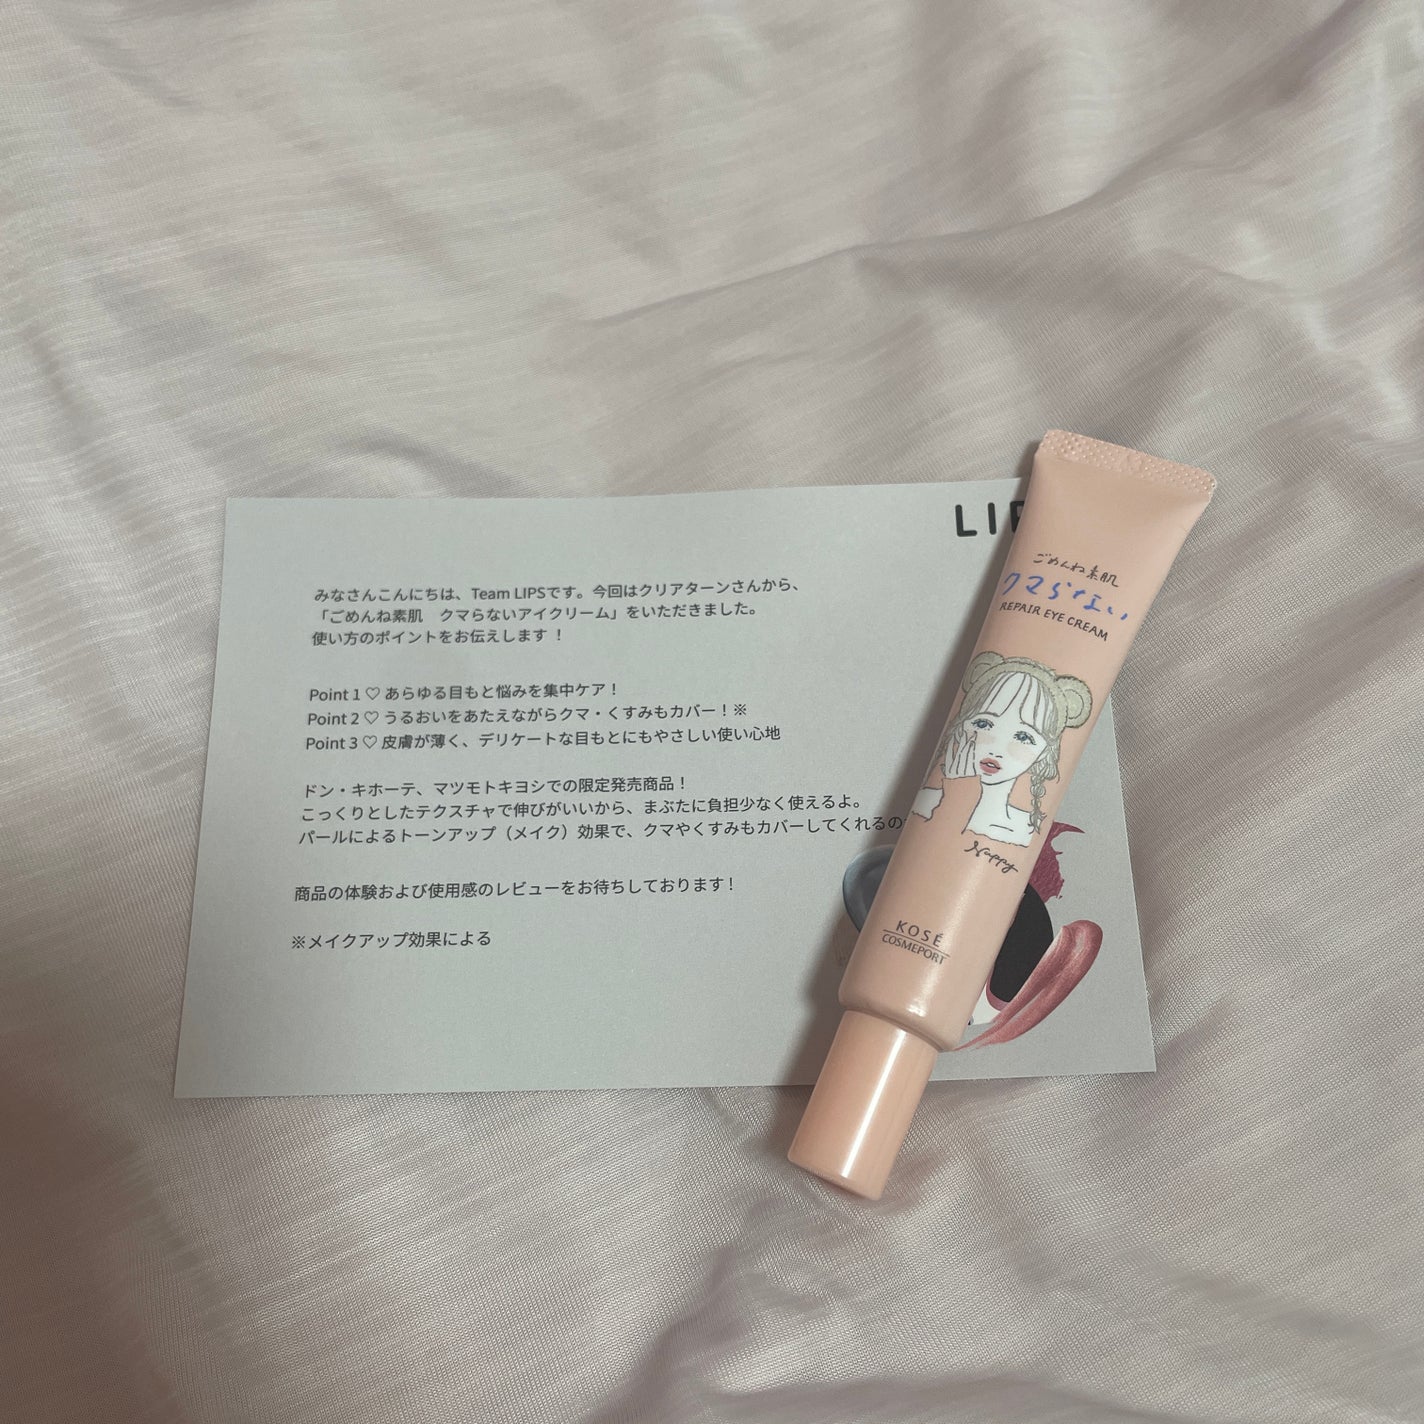 みなさんこんにちは、Team LIPSです。今回はクリアターンさんから、
「ごめんね素肌　クマらないアイクリーム」をいただきました。
使い方のポイントをお伝えします！
Point 1 ♡ あらゆる目もと悩みを集中ケア！
Point 2 ♡ うるおいをあたえながらクマ・くすみもカバー！※
Point 3 ♡ 皮膚が薄く、デリケートな目もとにもやさしい使い心地
ドン・キホーテ、マツモトキヨシでの限定発売商品！
こっくりとしたテクスチャで伸びがいいから、まぶたに負担少なく使えるよ。
パールによるトーンアップ（メイク）効果で、クマやくすみもカバーしてくれるの
商品の体験および使用感のレビューをお待ちしております！
※メイクアップ効果による
LIP
ごめんね素肌
クマらない
REPAIR EYE CREAM
Happy
KOSÉ
COSMEPORT